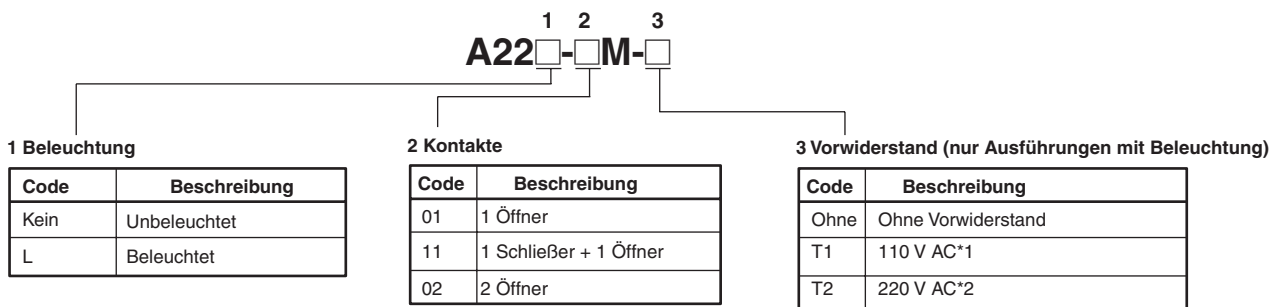 1 2 3
A22□-□M-□
1 Beleuchtung
Code Beschreibung
Kein Unbeleuchtet
L Beleuchtet
2 Kontakte
Code Beschreibung
01 1 Öffner
11 1 Schließer + 1 Öffner
02 2 Öffner
3 Vorwiderstand (nur Ausführungen mit Beleuchtung)
Code Beschreibung
Ohne Ohne Vorwiderstand
T1 110 V AC*1
T2 220 V AC*2